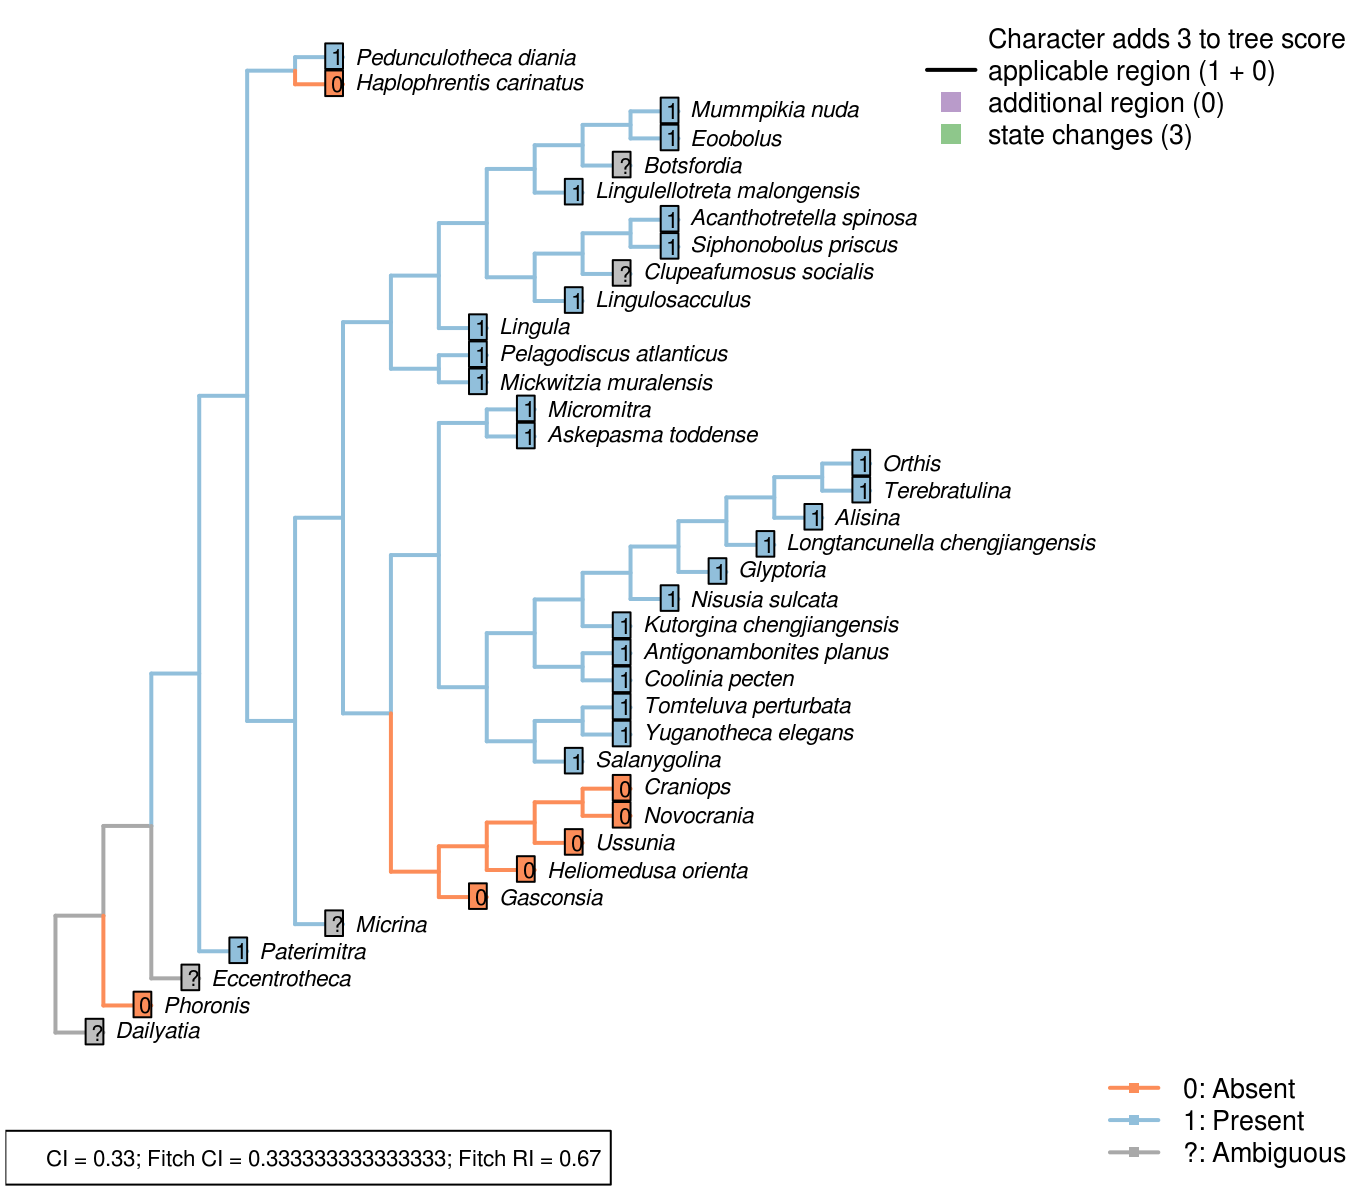 Character adds 3 to tree score
applicable region (1 + 0)
additional region (0)
state changes (3)
1 Pedunculotheca diania
0 Haplophrentis carinatus
1 Mummpikia nuda
1 Eoobolus
? Botsfordia
1 Lingulellotreta malongensis
1 Acanthotretella spinosa
1 Siphonobolus priscus
? Clupeafumosus socialis
1 Lingulosacculus
1 Lingula
1 Pelagodiscus atlanticus
1 Mickwitzia muralensis
1 Micromitra
1 Askepasma toddense
1 Orthis
1 Terebratulina
1 Alisina
1 Longtancunella chengjiangensis
1 Glyptoria
1 Nisusia sulcata
1 Kutorgina chengjiangensis
1 Antigonambonites planus
1 Coolinia pecten
1 Tomteluva perturbata
1 Yuganotheca elegans
1 Salanygolina
0 Craniops
0 Novocrania
0 Ussunia
0 Heliomedusa orienta
0 Gasconsia
? Micrina
1 Paterimitra
? Eccentrotheca
0 Phoronis
? Dailyatia
0: Absent
1: Present
?: Ambiguous
CI = 0.33; Fitch CI = 0.333333333333333; Fitch RI = 0.67